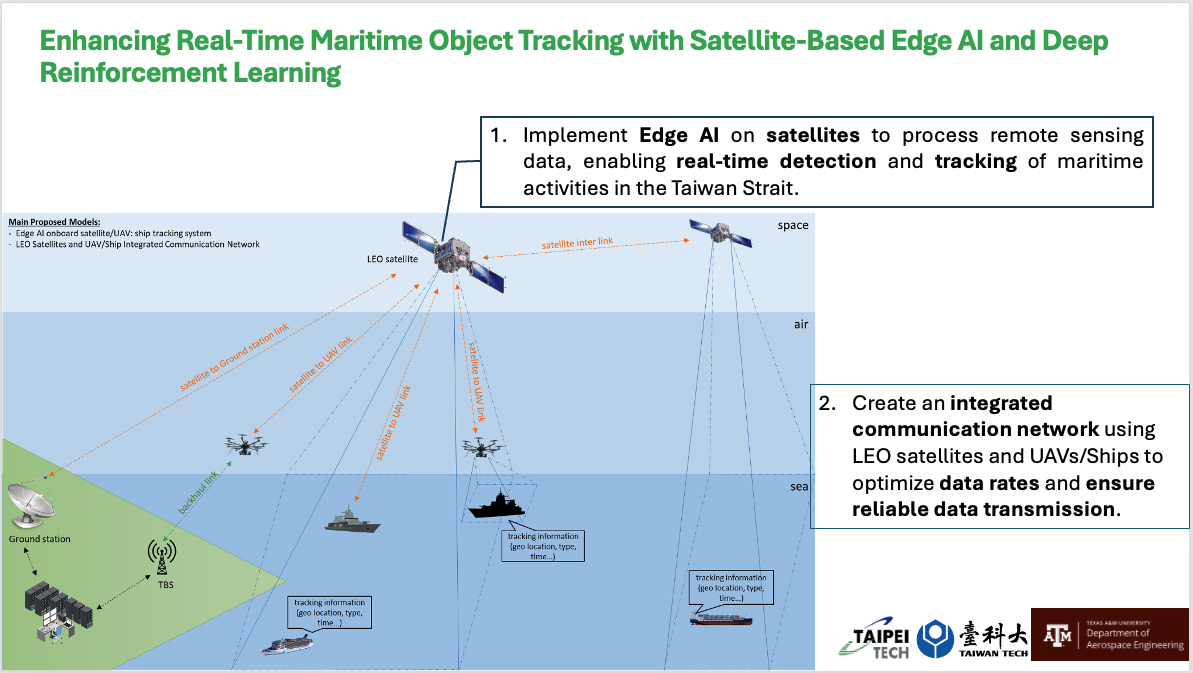 Enhancing Real-Time Maritime Object Tracking with Satellite-Based Edge AI and Deep
Reinforcement Learning
1. Implement Edge AI on satellites to process remote sensing
data, enabling real-time detection and tracking of maritime
activities in the Taiwan Strait.
Main Proposed Models:
- Edge AI onboard satellite/UAV: ship tracking system
- LEO Satellites and UAV/Ship Integrated Communication Network
space
LEO satellite
satellite inter link
air
satellite to Ground station link
satellite to UAV link
satellite to UAV link
satellite to UAV link
2. Create an integrated
communication network using
LEO satellites and UAVs/Ships to
optimize data rates and ensure
reliable data transmission.
backhaul link
sea
Ground station
TBS
tracking information
(geo location, type,
time...)
tracking information
(geo location, type,
time...)
tracking information
(geo location, type,
time...)
TAIPEI
TECH
臺科大
TAIWAN TECH
ATM
TEXAS A&M UNIVERSITY
Department of
Aerospace Engineering